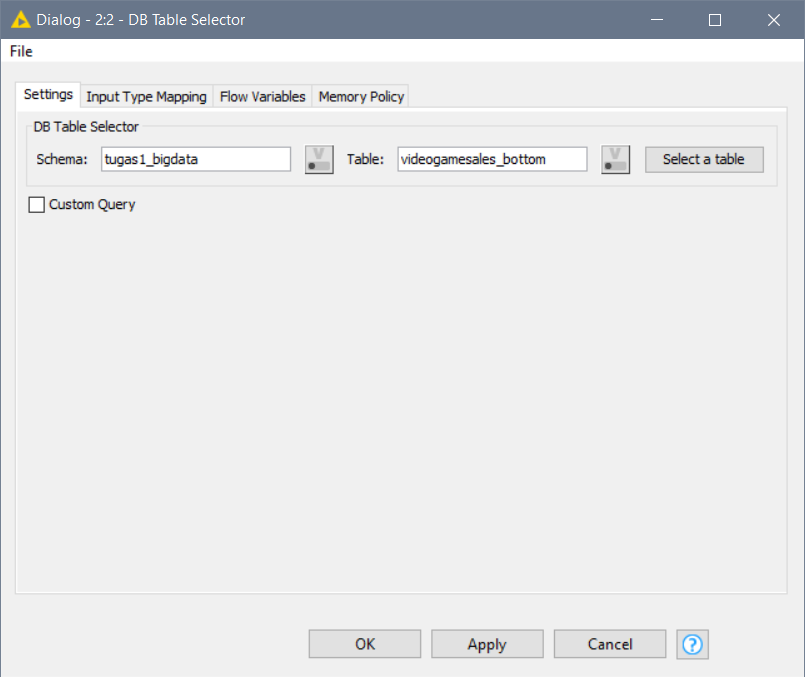 Dialog - 2:2 - DB Table Selector
File
Settings Input Type Mapping Flow Variables Memory Policy
DB Table Selector
Schema: tugas1_bigdata V Table: videogamesales_bottom V Select a table
Custom Query
OK Apply Cancel ?